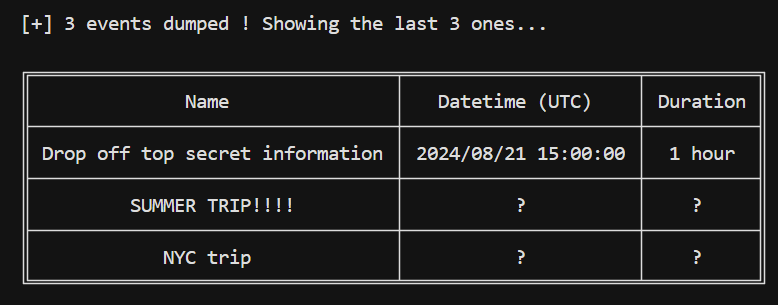 [+] 3 events dumped ! Showing the last 3 ones...
Name Datetime (UTC) Duration
Drop off top secret information 2024/08/21 15:00:00 1 hour
SUMMER TRIP!!!! ? ?
NYC trip ? ?